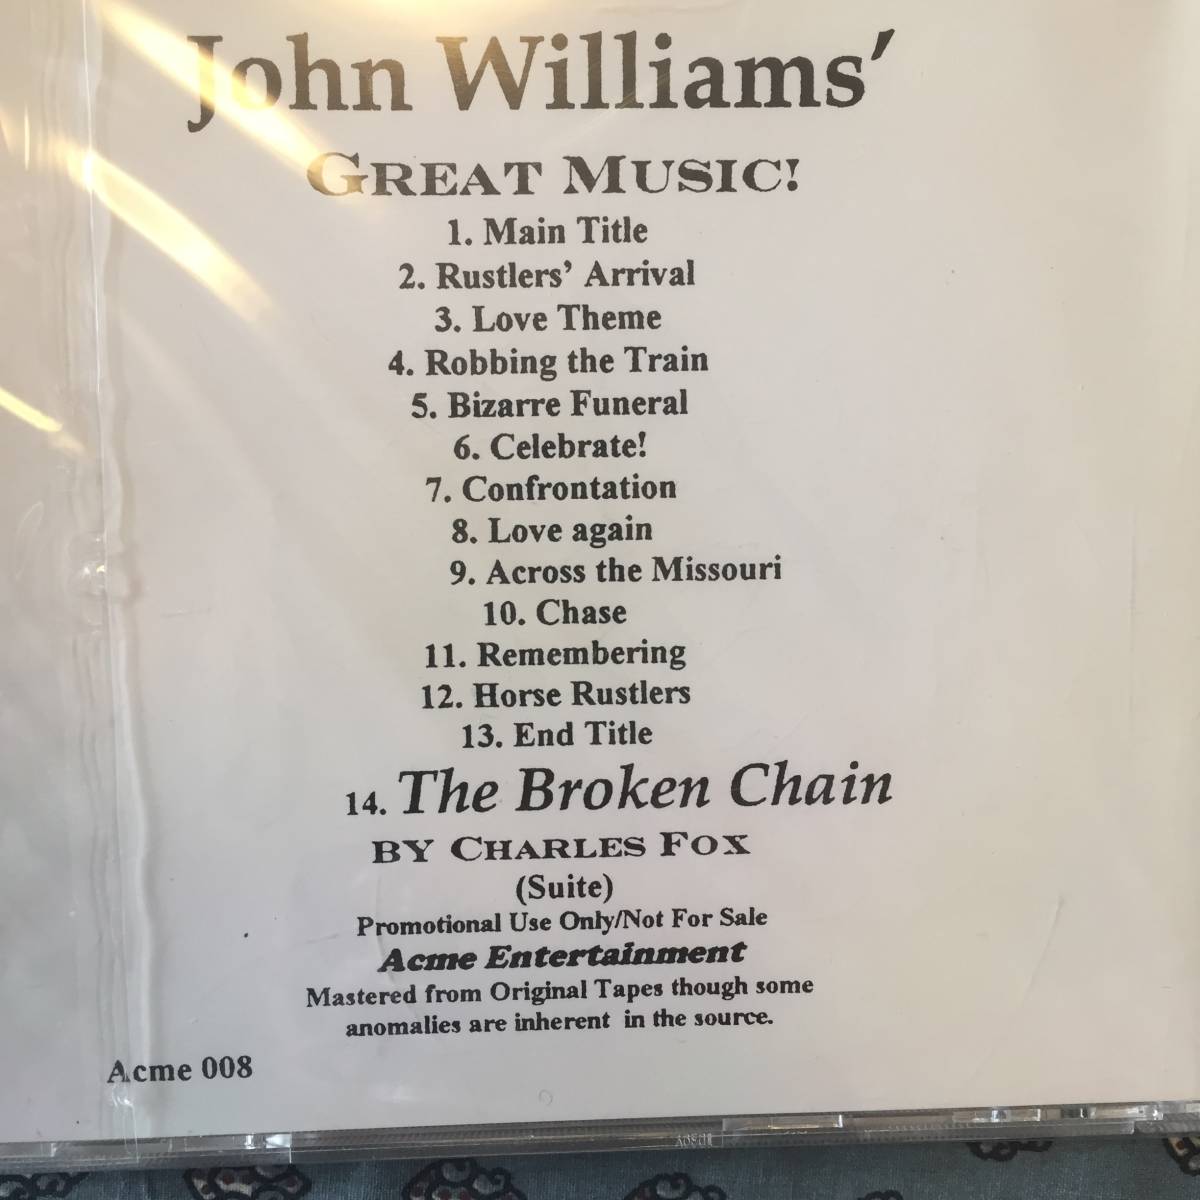 John Williams'
GREAT MUSIC!
1. Main Title
2. Rustlers' Arrival
3. Love Theme
4. Robbing the Train
5. Bizarre Funeral
6. Celebrate!
7. Confrontation
8. Love again
9. Across the Missouri
10. Chase
11. Remembering
12. Horse Rustlers
13. End Title
14. The Broken Chain
BY CHARLES FOX
(Suite)
Promotional Use Only/Not For Sale
Acme Entertainment
Mastered from Original Tapes though some
anomalies are inherent in the source.
Acme 008